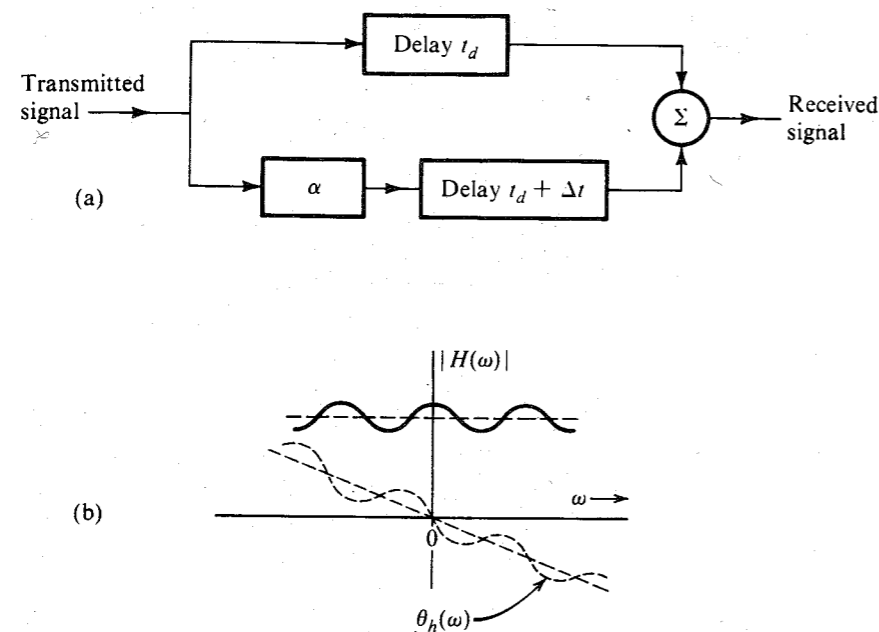 Delay t_d
Transmitted
signal
Σ
Received
signal
α
Delay t_d + Δt
(a)
|H(ω)|
ω
(b)
0
θ_h(ω)